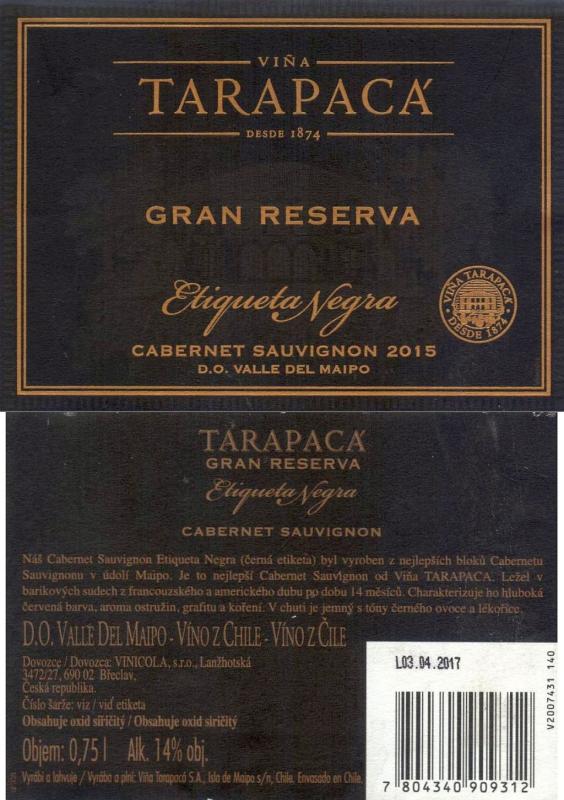 VIÑA
TARAPACÁ
DESDE 1874
GRAN RESERVA
Etiqueta Negra
VIÑA TARAPACÁ
DESDE 1874
CABERNET SAUVIGNON 2015
D.O. VALLE DEL MAIPO
TARAPACÁ
GRAN RESERVA
Etiqueta Negra
CABERNET SAUVIGNON
Náš Cabernet Sauvignon Etiqueta Negra (černá etiketa) byl vyroben z nejlepších bloků Cabernetu
Sauvignonu v údolí Maipo. Je to nejlepší Cabernet Sauvignon od Viña TARAPACA. Ležel v
barikových sudech z francouzského a amerického dubu po dobu 14 měsíců. Charakterizuje ho hluboká
červená barva, aroma ostružin, grafitu a koření. V chuti je jemný s tóny černého ovoce a lékořice.
D.O. VALLE DEL MAIPO - VÍNO Z CHILE - VÍNO Z ČILE
Dovozce / Dovozca: VINICOLA, s.r.o., Lanžhotská
3472/27, 690 02 Břeclav,
Česká republika.
Číslo šarže: viz / viď etiketa
Obsahuje oxid siřičitý / Obsahuje oxid siričitý
Objem: 0,75 l Alk. 14% obj.
Vyrábí a lahvuje / Vyrába a plní: Viña Tarapacá S.A., Isla de Maipo s/n, Chile. Envasado en Chile.
L03.04.2017
V2007431 140
7 804340 909312